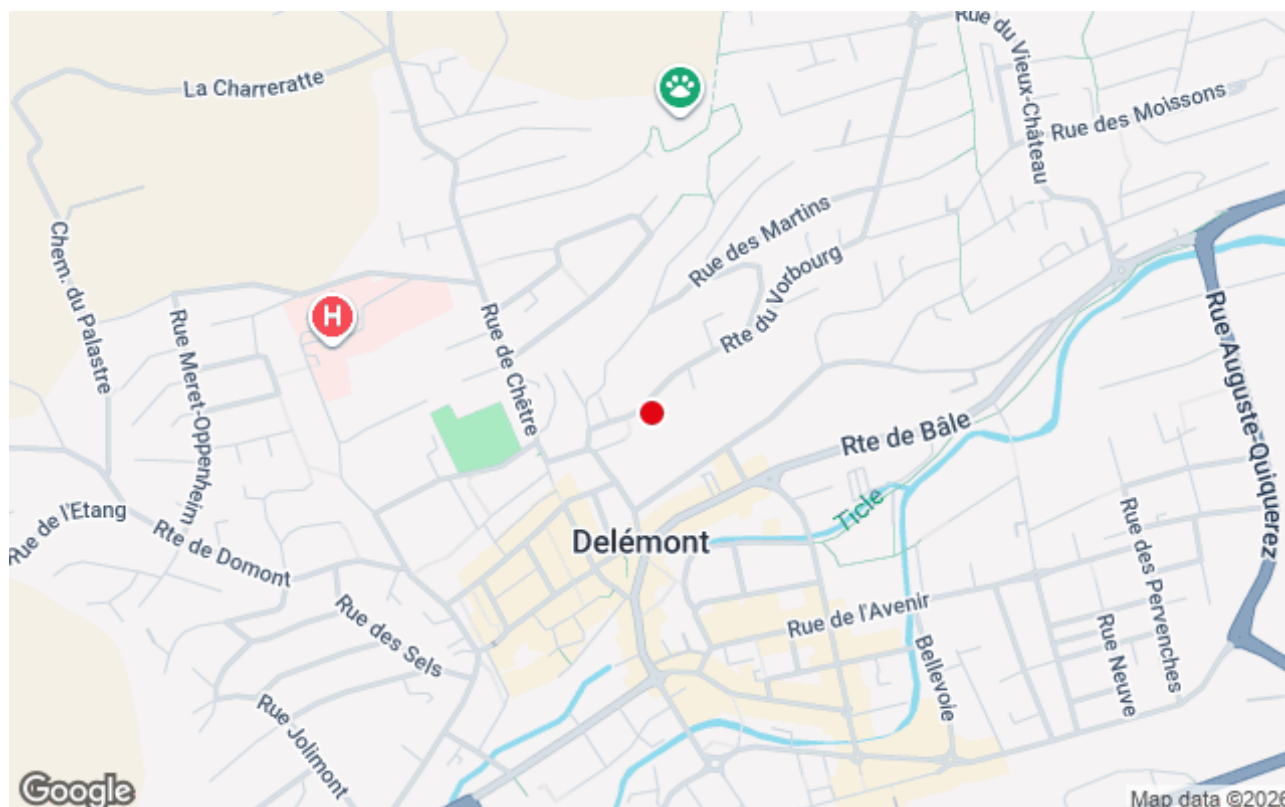 Rue du Vieux-Château
La Charreratte
Rue des Moissons
Rue des Martins
Chem. du Palastre
Rte du Vorbourg
Rue Meret-Oppenheim
H
Rue de Chêtre
Rue Auguste-Quiquerez
Rte de Bâle
Rue de l'Etang
Ticle
Rte de Domont
Delémont
Rue des Pervenches
Rue de l'Avenir
Rue des Sels
Bellevoie
Rue Neuve
Rue Jolimont
Google
Map data ©2026